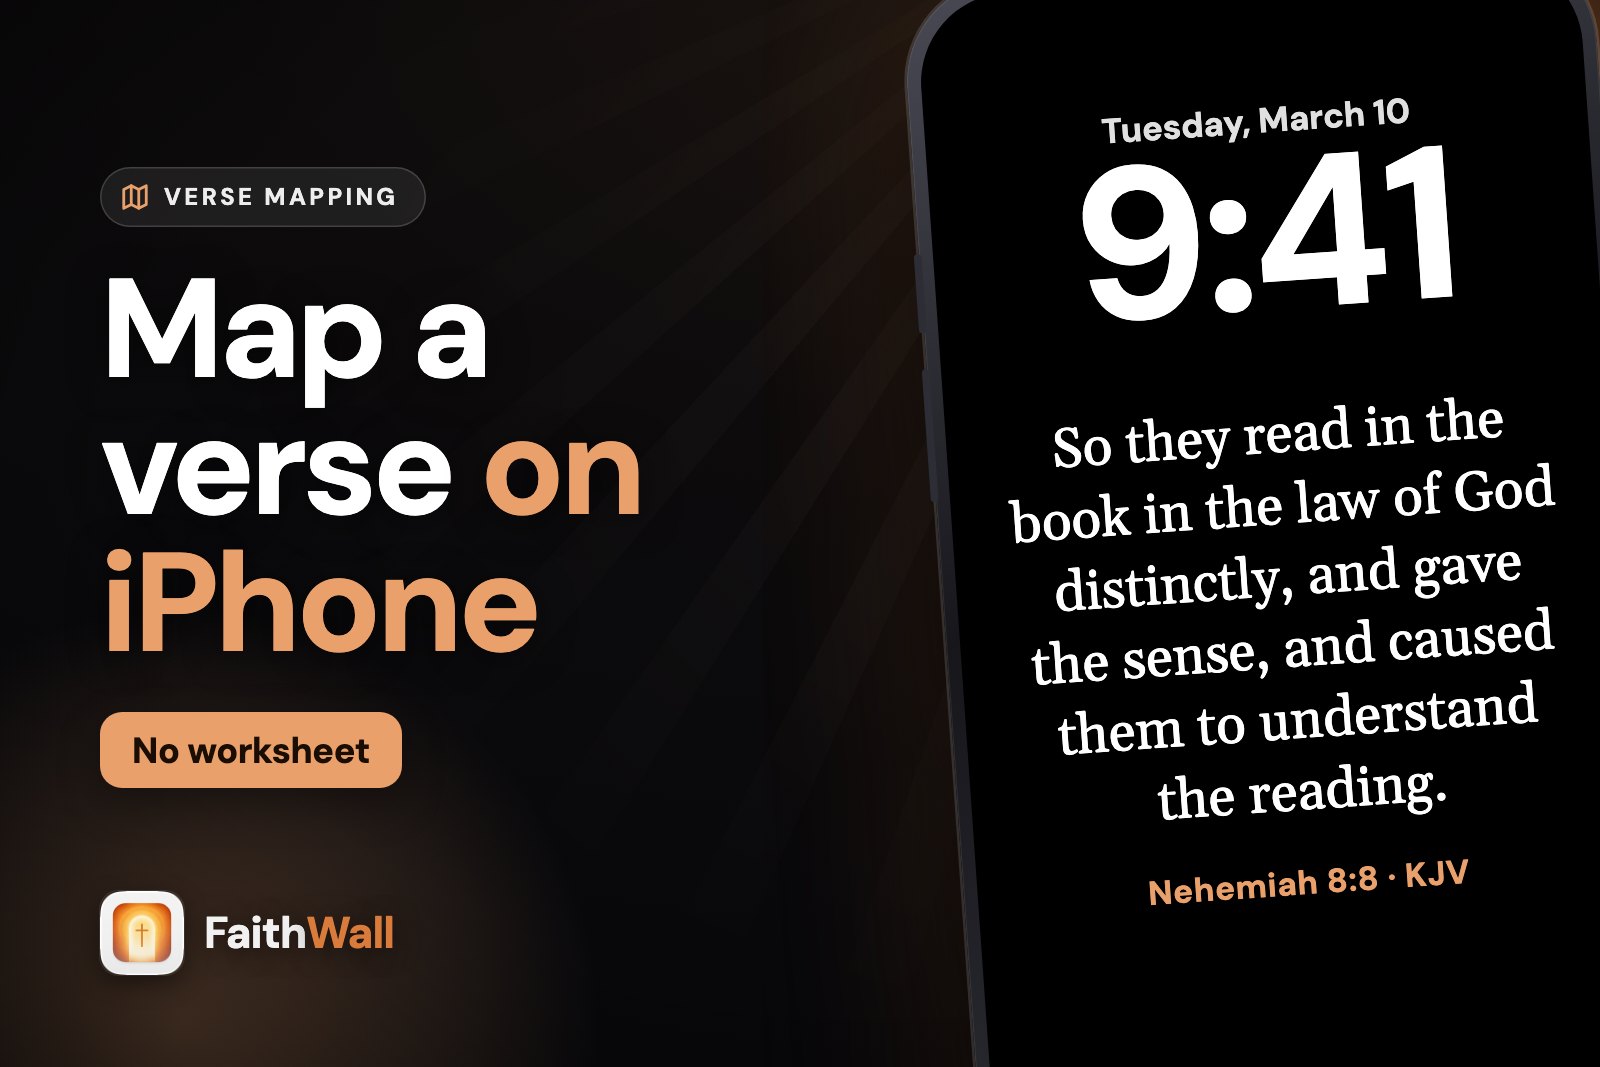 VERSE MAPPING
Map a
verse on
iPhone
No worksheet
FaithWall
Tuesday, March 10
9:41
So they read in the
book in the law of God
distinctly, and gave
the sense, and caused
them to understand
the reading.
Nehemiah 8:8 · KJV